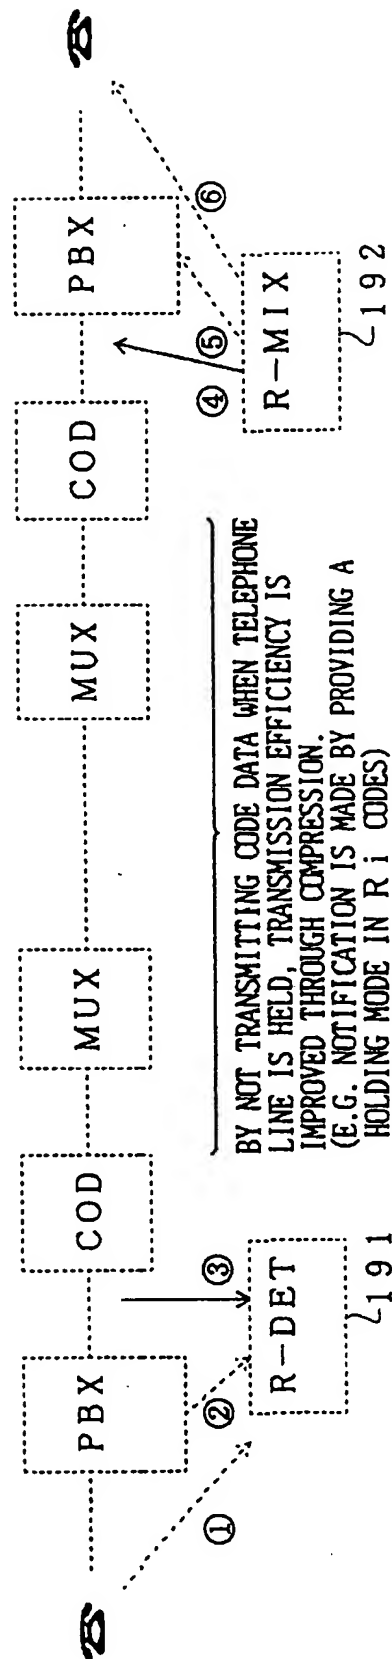 PBX
COD
MUX
MUX
COD
PBX
①
②
③
④
⑤
⑥
R-DET
191
R-MIX
192
BY NOT TRANSMITTING CODE DATA WHEN TELEPHONE
LINE IS HELD, TRANSMISSION EFFICIENCY IS
IMPROVED THROUGH COMPRESSION.
(E.G. NOTIFICATION IS MADE BY PROVIDING A
HOLDING MODE IN R i CODES)